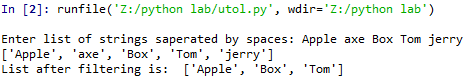 In [2]: runfile('Z:/python lab/utol.py', wdir='Z:/python lab')
Enter list of strings saperated by spaces: Apple axe Box Tom jerry
['Apple', 'axe', 'Box', 'Tom', 'jerry']
List after filtering is:  ['Apple', 'Box', 'Tom']